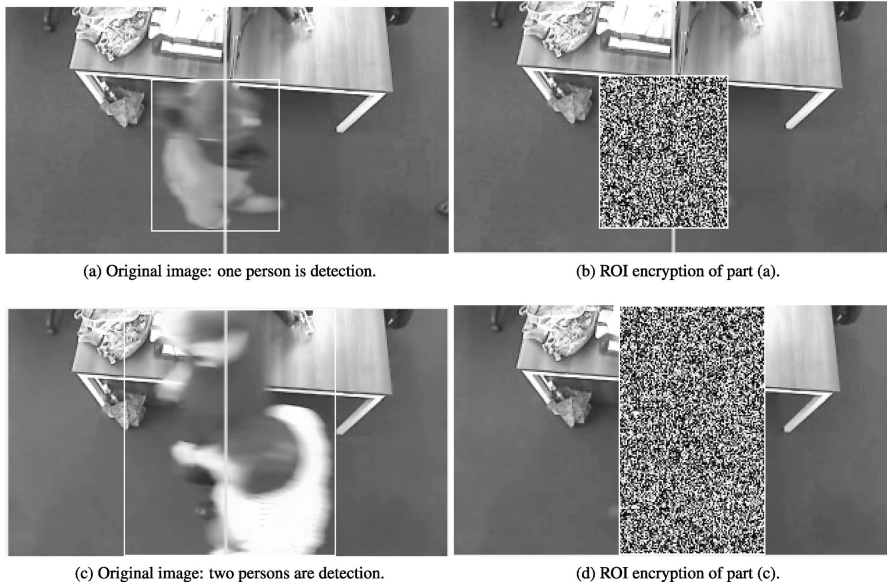 (a) Original image: one person is detection.
(b) ROI encryption of part (a).
(c) Original image: two persons are detection.
(d) ROI encryption of part (c).